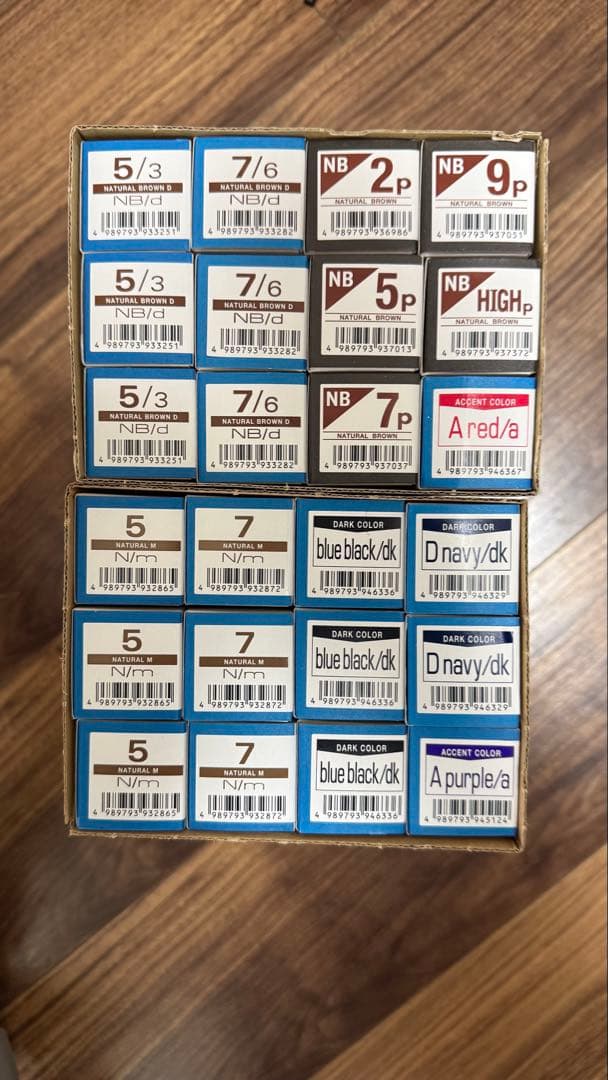 5/3
NATURAL BROWN D
NB/d
4 989793 933251
7/6
NATURAL BROWN D
NB/d
4 989793 933282
NB 2p
NATURAL BROWN
4 989793 936986
NB 9p
NATURAL BROWN
4 989793 937051
5/3
NATURAL BROWN D
NB/d
4 989793 933251
7/6
NATURAL BROWN D
NB/d
4 989793 933282
NB 5p
NATURAL BROWN
4 989793 937013
NB HIGHp
NATURAL BROWN
4 989793 937372
5/3
NATURAL BROWN D
NB/d
4 989793 933251
7/6
NATURAL BROWN D
NB/d
4 989793 933282
NB 7p
NATURAL BROWN
4 989793 937037
ACCENT COLOR
A red/a
4 989793 946367
5
NATURAL M
N/m
4 989793 932865
7
NATURAL M
N/m
4 989793 932872
DARK COLOR
blue black/dk
4 989793 946336
DARK COLOR
D navy/dk
4 989793 946329
5
NATURAL M
N/m
4 989793 932865
7
NATURAL M
N/m
4 989793 932872
DARK COLOR
blue black/dk
4 989793 946336
DARK COLOR
D navy/dk
4 989793 946329
5
NATURAL M
N/m
4 989793 932865
7
NATURAL M
N/m
4 989793 932872
DARK COLOR
blue black/dk
4 989793 946336
ACCENT COLOR
A purple/a
4 989793 945124